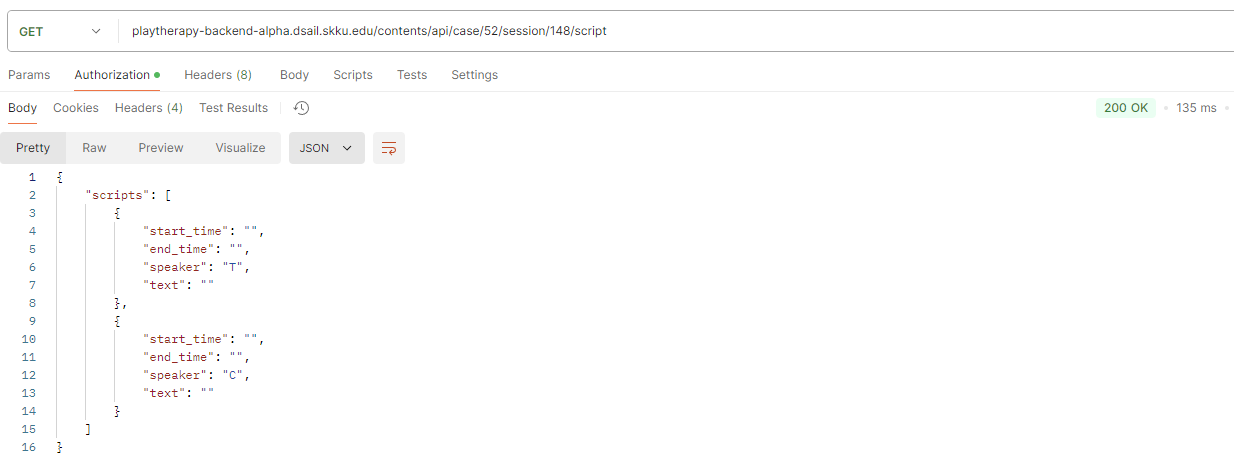 GET playtherapy-backend-alpha.dsail.skku.edu/contents/api/case/52/session/148/script
Params Authorization Headers (8) Body Scripts Tests Settings
Body Cookies Headers (4) Test Results 200 OK 135 ms
Pretty Raw Preview Visualize JSON
1 {
2 "scripts": [
3 {
4 "start_time": "",
5 "end_time": "",
6 "speaker": "T",
7 "text": ""
8 },
9 {
10 "start_time": "",
11 "end_time": "",
12 "speaker": "C",
13 "text": ""
14 }
15 ]
16 }